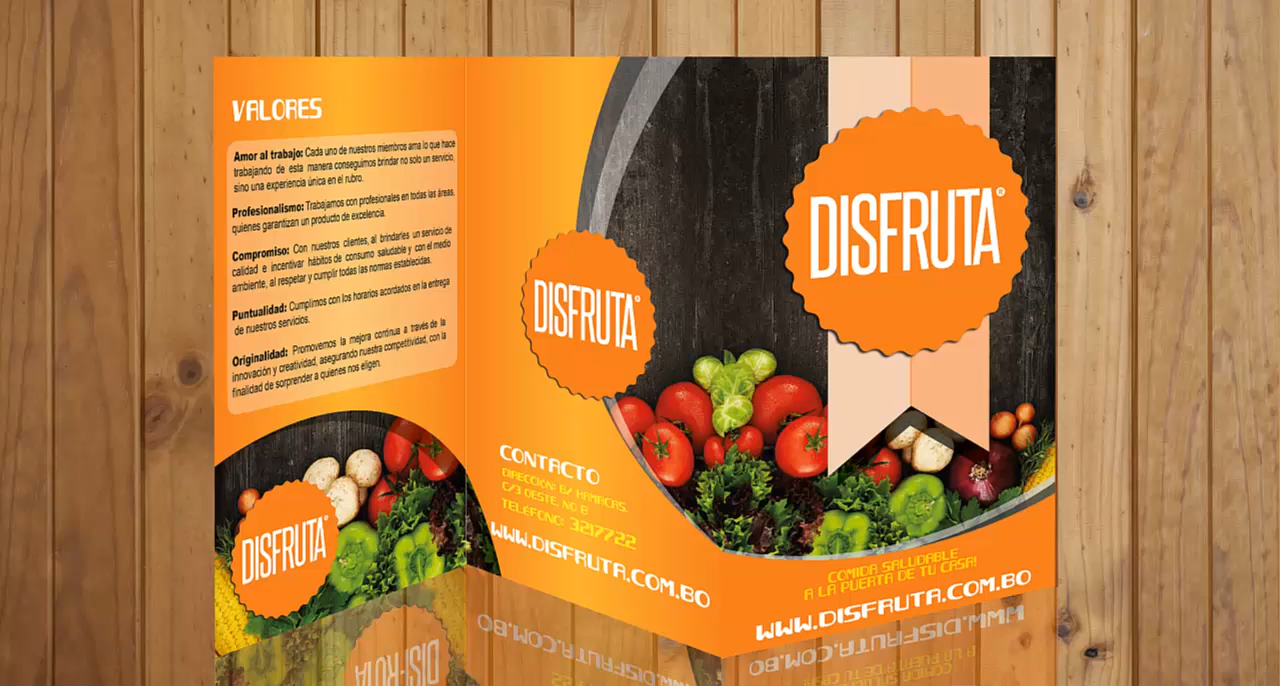 VALORES
Amor al trabajo: Cada uno de nuestros miembros ama lo que hace
trabajando de esta manera conseguimos brindar no solo un servicio,
sino una experiencia única en el rubro.
Profesionalismo: Trabajamos con profesionales en todas las áreas,
quienes garantizan un producto de excelencia.
Compromiso: Con nuestros clientes, al brindarles un servicio de
calidad e incentivar hábitos de consumo saludable y con el medio
ambiente, al respetar y cumplir todas las normas establecidas.
Puntualidad: Cumplimos con los horarios acordados en la entrega
de nuestros servicios.
Originalidad: Promovemos la mejora continua a través de la
innovación y creatividad, asegurando nuestra competitividad, con la
finalidad de sorprender a quienes nos eligen.
DISFRUTA®
DISFRUTA®
CONTACTO
DIRECCIÓN: B/ HAMACAS,
C/3 OESTE, NO 8
TELÉFONO: 3217722
WWW.DISFRUTA.COM.BO
DISFRUTA®
COMIDA SALUDABLE
A LA PUERTA DE TU CASA!
WWW.DISFRUTA.COM.BO